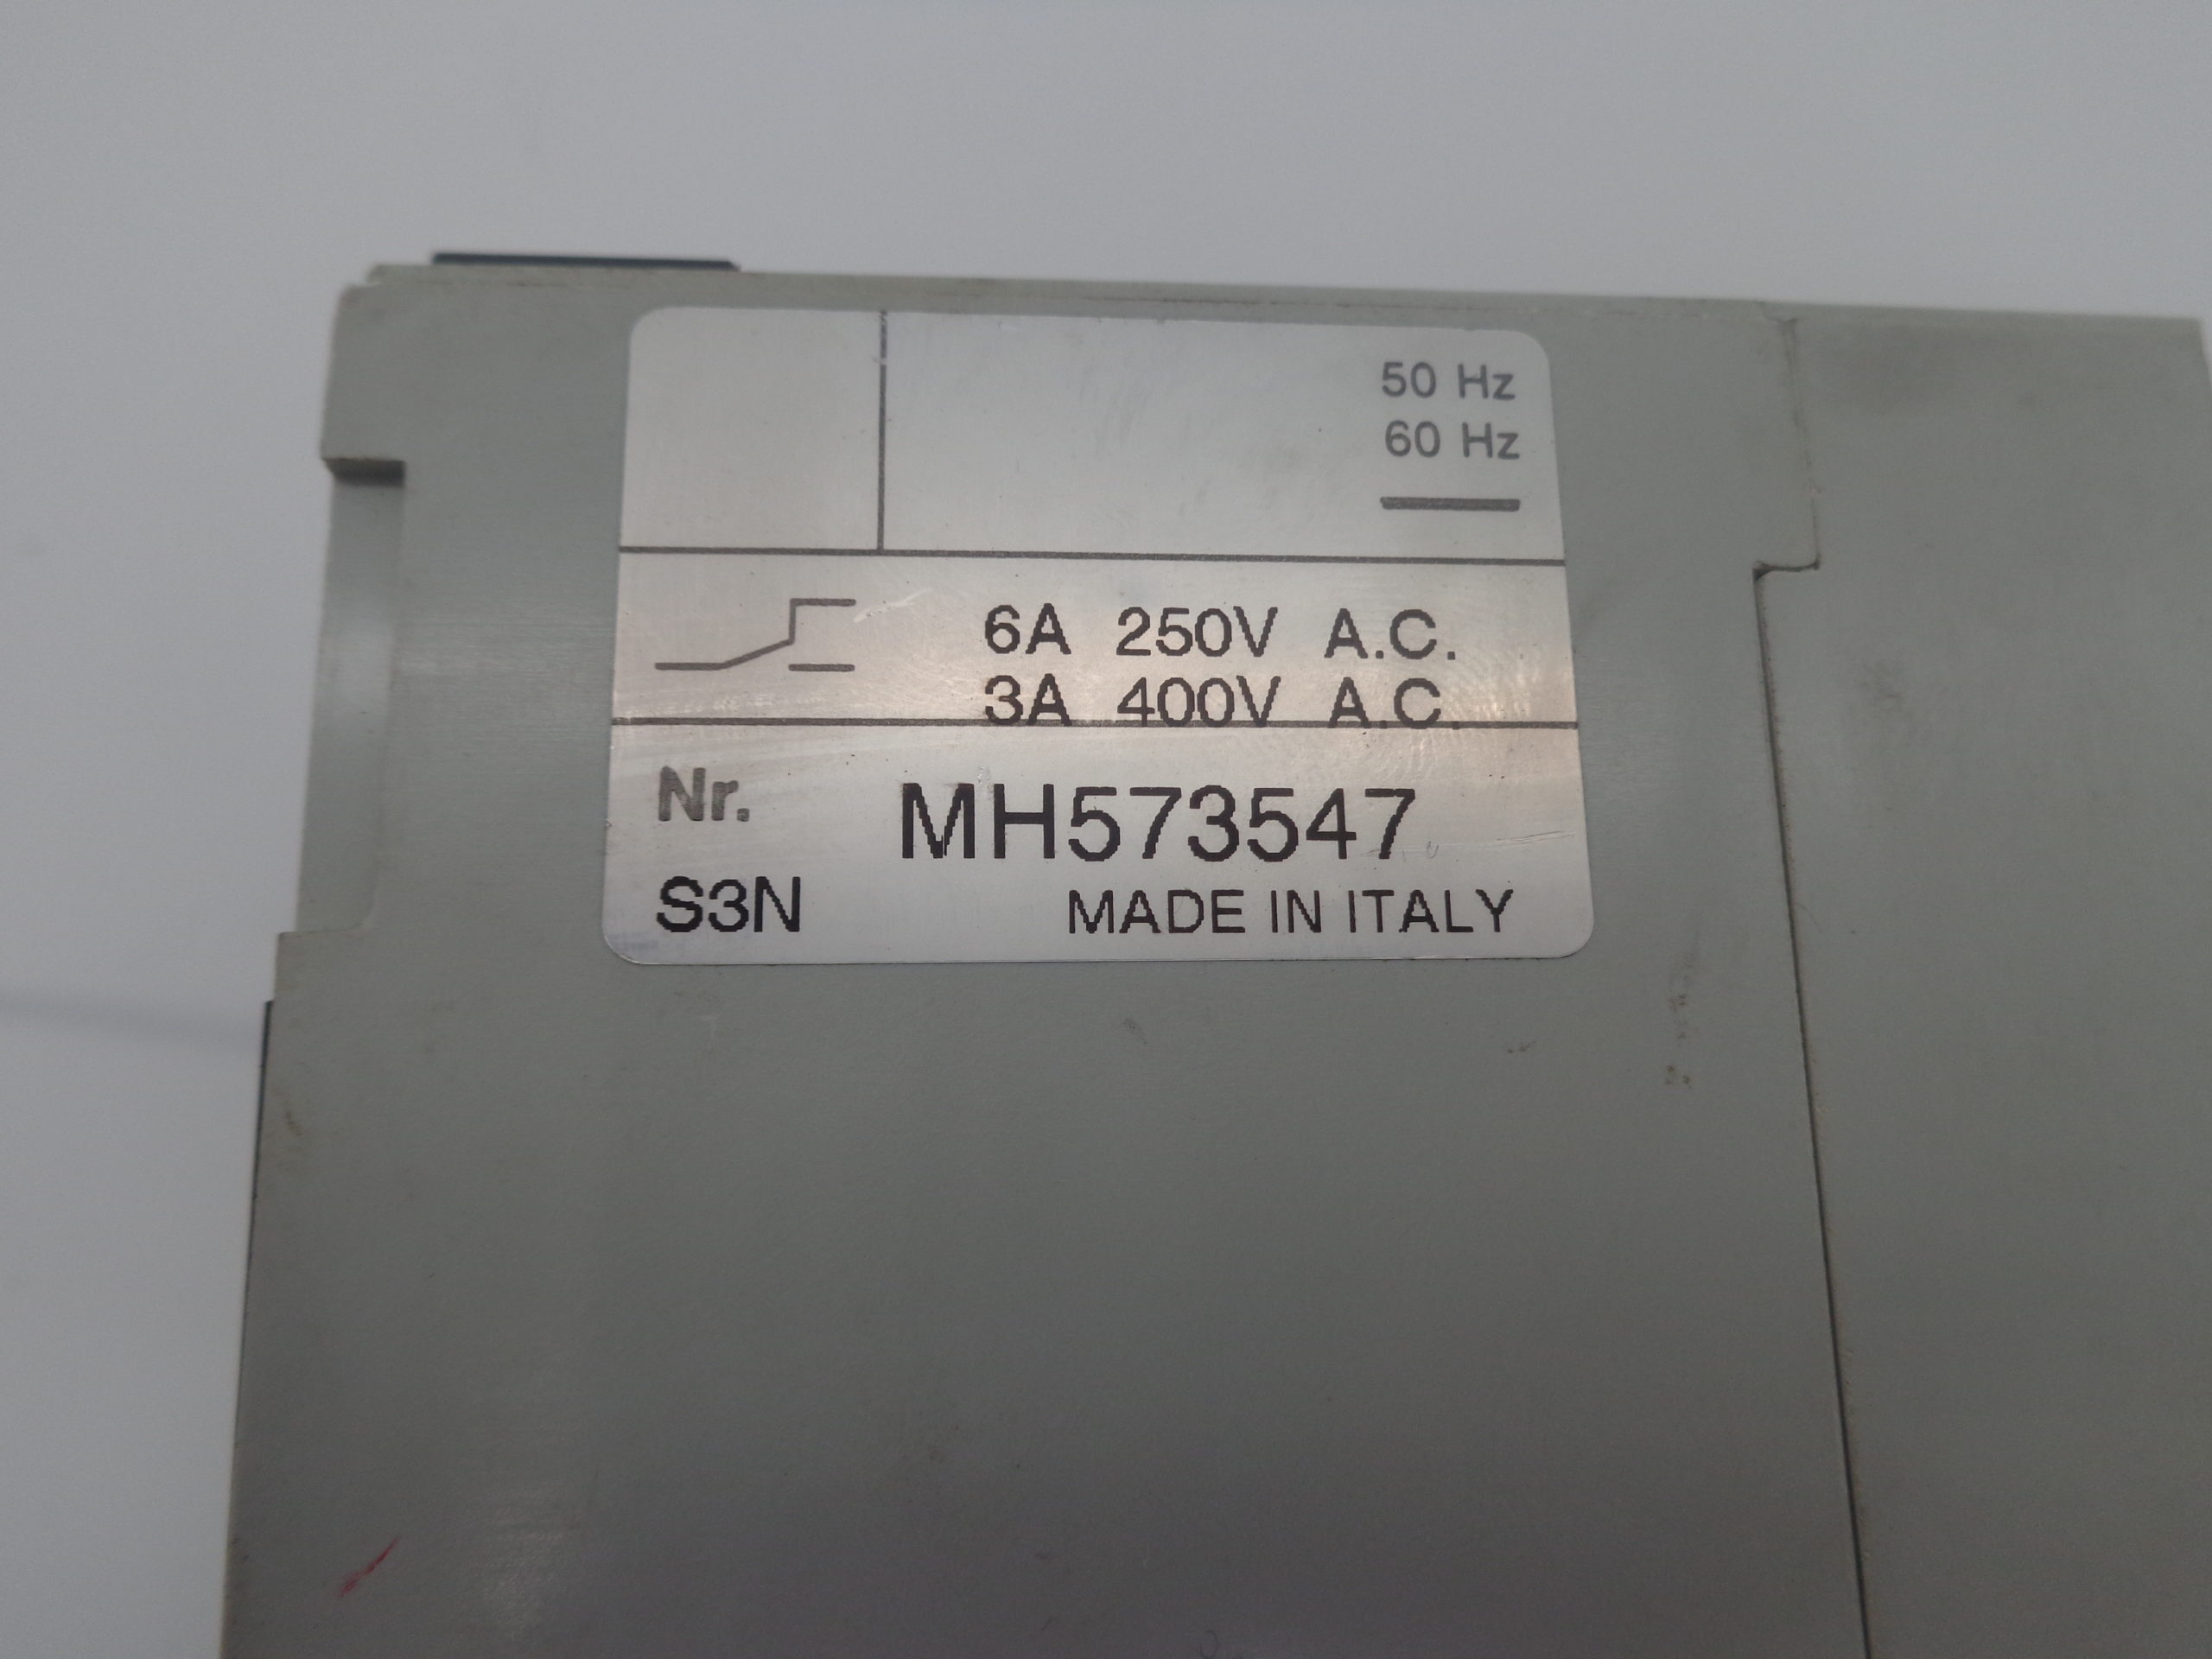 50 Hz
60 Hz
6A 250V A.C.
3A 400V A.C.
Nr. MH573547
S3N MADE IN ITALY